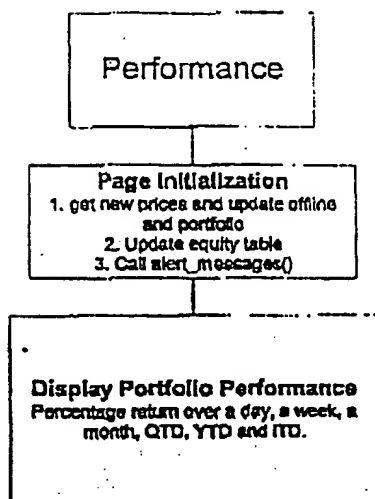 Performance
Page Initialization
1. get new prices and update offline
and portfolio
2. Update equity table
3. Call alert_messages()
Display Portfolio Performance
Percentage return over a day, a week, a
month, QTD, YTD and ITD.